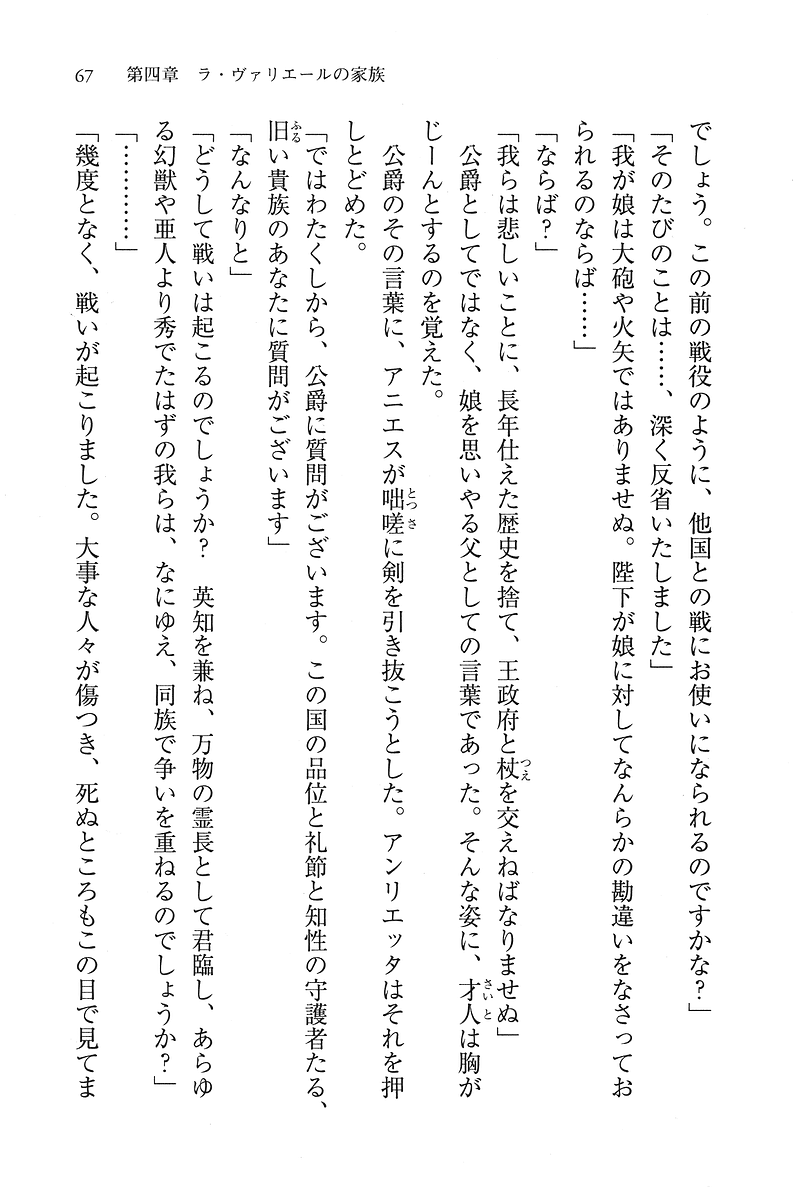 67　第四章　ラ・ヴァリエールの家族
でしょう。この前の戦役のように、他国との戦にお使いになられるのですかな？」
「そのたびのことは……、深く反省いたしました」
「我が娘は大砲や火矢ではありませぬ。陛下が娘に対してなんらかの勘違いをなさってお
られるのならば……」
「ならば？」
「我らは悲しいことに、長年仕えた歴史を捨て、王政府と杖を交えねばなりませぬ」
　公爵としてではなく、娘を思いやる父としての言葉であった。そんな姿に、才人は胸が
じーんとするのを覚えた。
　公爵のその言葉に、アニエスが咄嗟に剣を引き抜こうとした。アンリエッタはそれを押
しとどめた。
「ではわたくしから、公爵に質問がございます。この国の品位と礼節と知性の守護者たる、
旧い貴族のあなたに質問がございます」
「なんなりと」
「どうして戦いは起こるのでしょうか？　英知を兼ね、万物の霊長として君臨し、あらゆ
る幻獣や亜人より秀でたはずの我らは、なにゆえ、同族で争いを重ねるのでしょうか？」
「…………」
「幾度となく、戦いが起こりました。大事な人々が傷つき、死ぬところもこの目で見てま